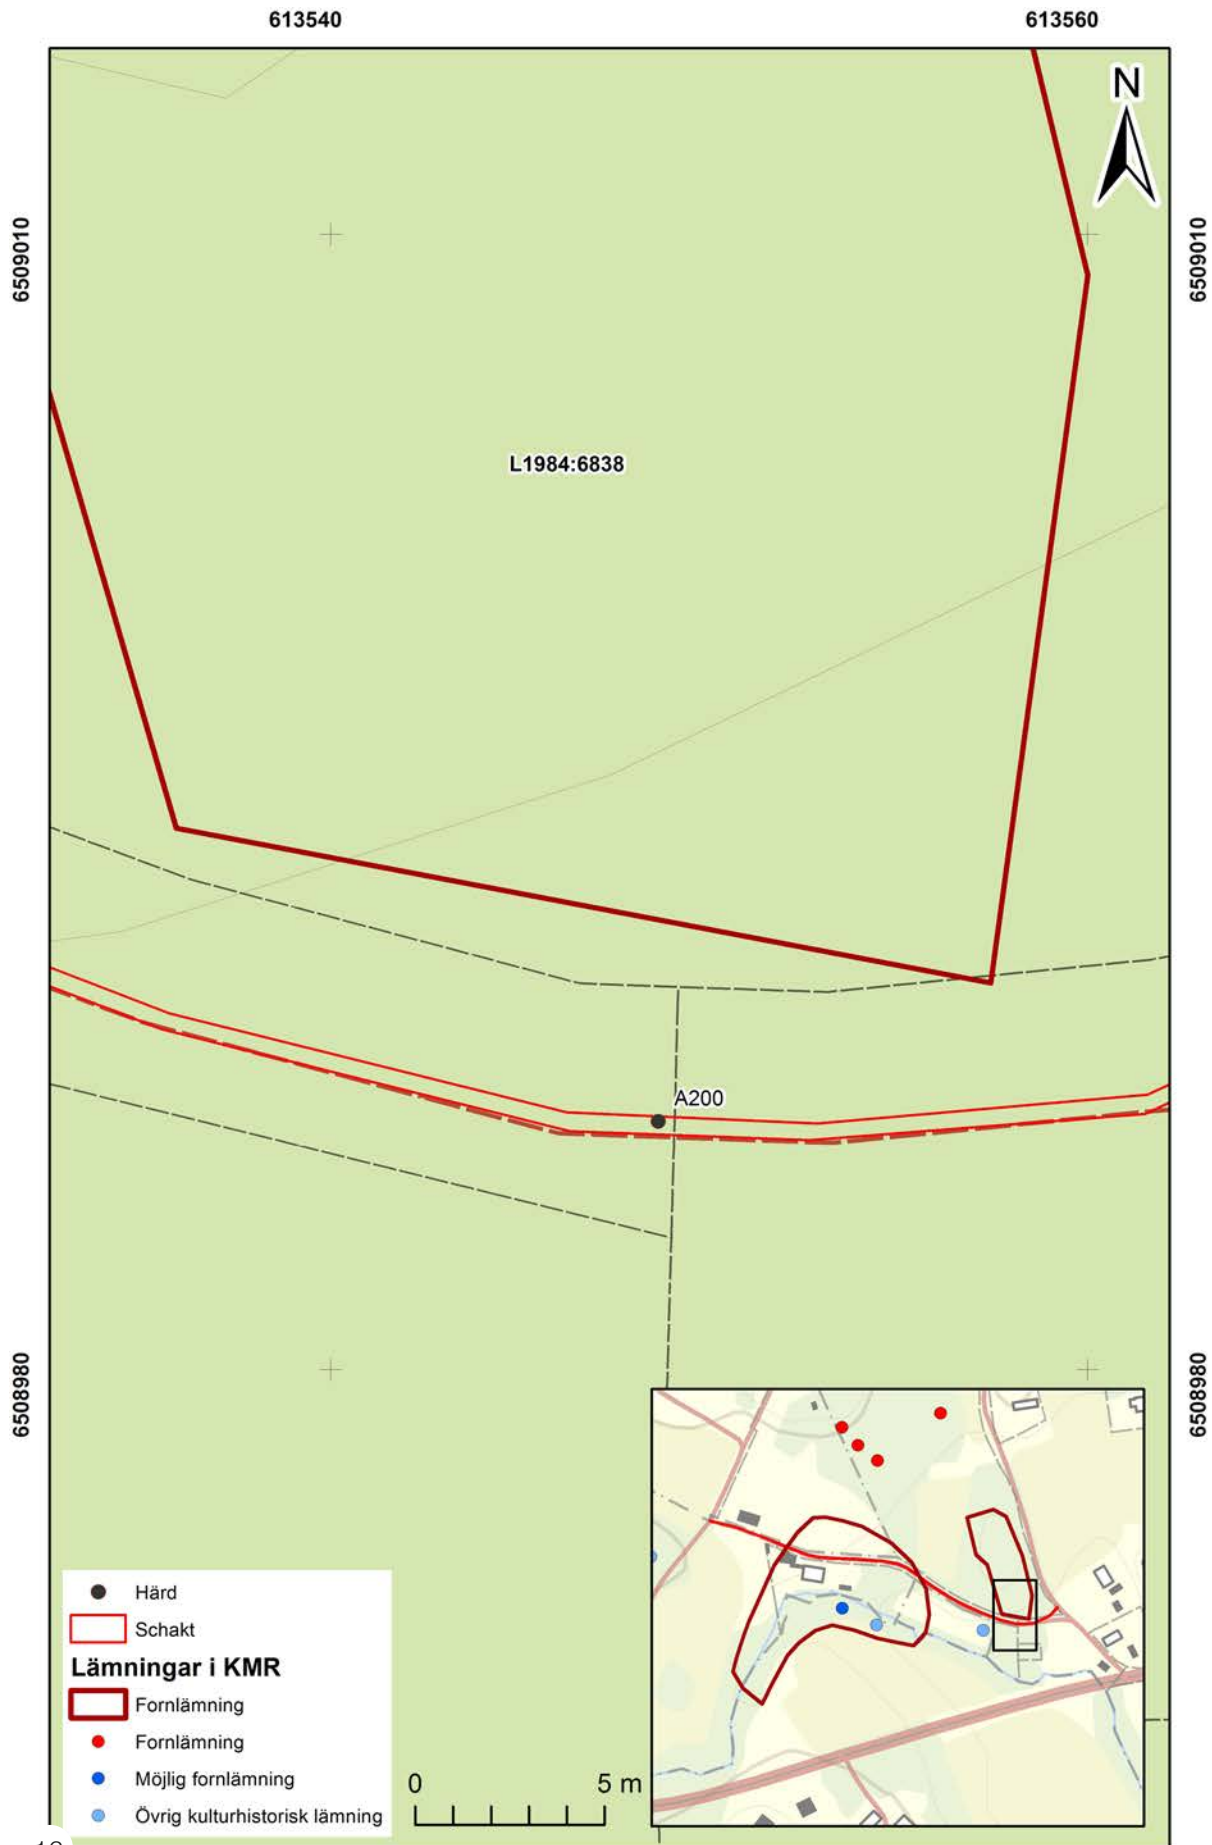 613540
613560
N
6509010
6509010
L1984:6838
A200
6508980
6508980
Härd
Schakt
Lämningar i KMR
Fornlämning
Fornlämning
Möjlig fornlämning
Övrig kulturhistorisk lämning
0
5 m